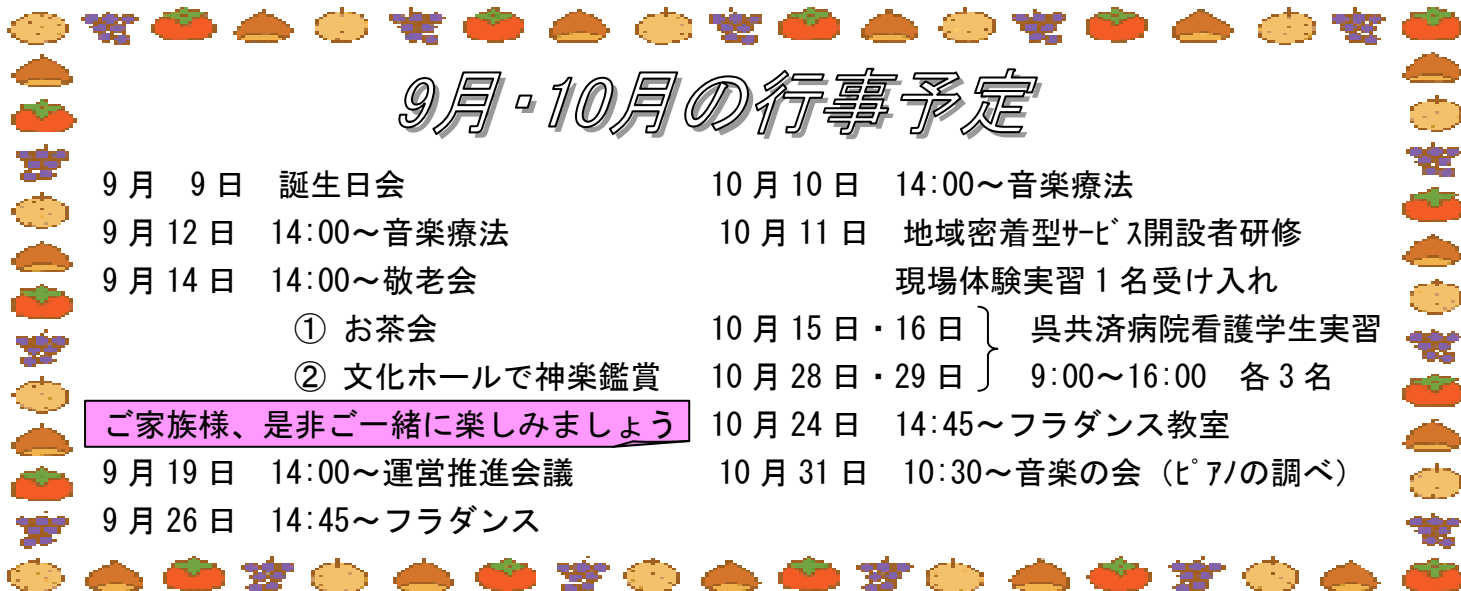 9月・10月の行事予定
9月　9日　誕生日会
9月12日　14:00～音楽療法
9月14日　14:00～敬老会
① お茶会
② 文化ホールで神楽鑑賞
ご家族様、是非ご一緒に楽しみましょう
9月19日　14:00～運営推進会議
9月26日　14:45～フラダンス
10月10日　14:00～音楽療法
10月11日　地域密着型ｻｰﾋﾞｽ開設者研修
現場体験実習1名受け入れ
10月15日・16日　呉共済病院看護学生実習
10月28日・29日　9:00～16:00　各3名
10月24日　14:45～フラダンス教室
10月31日　10:30～音楽の会（ﾋﾟｱﾉの調べ）